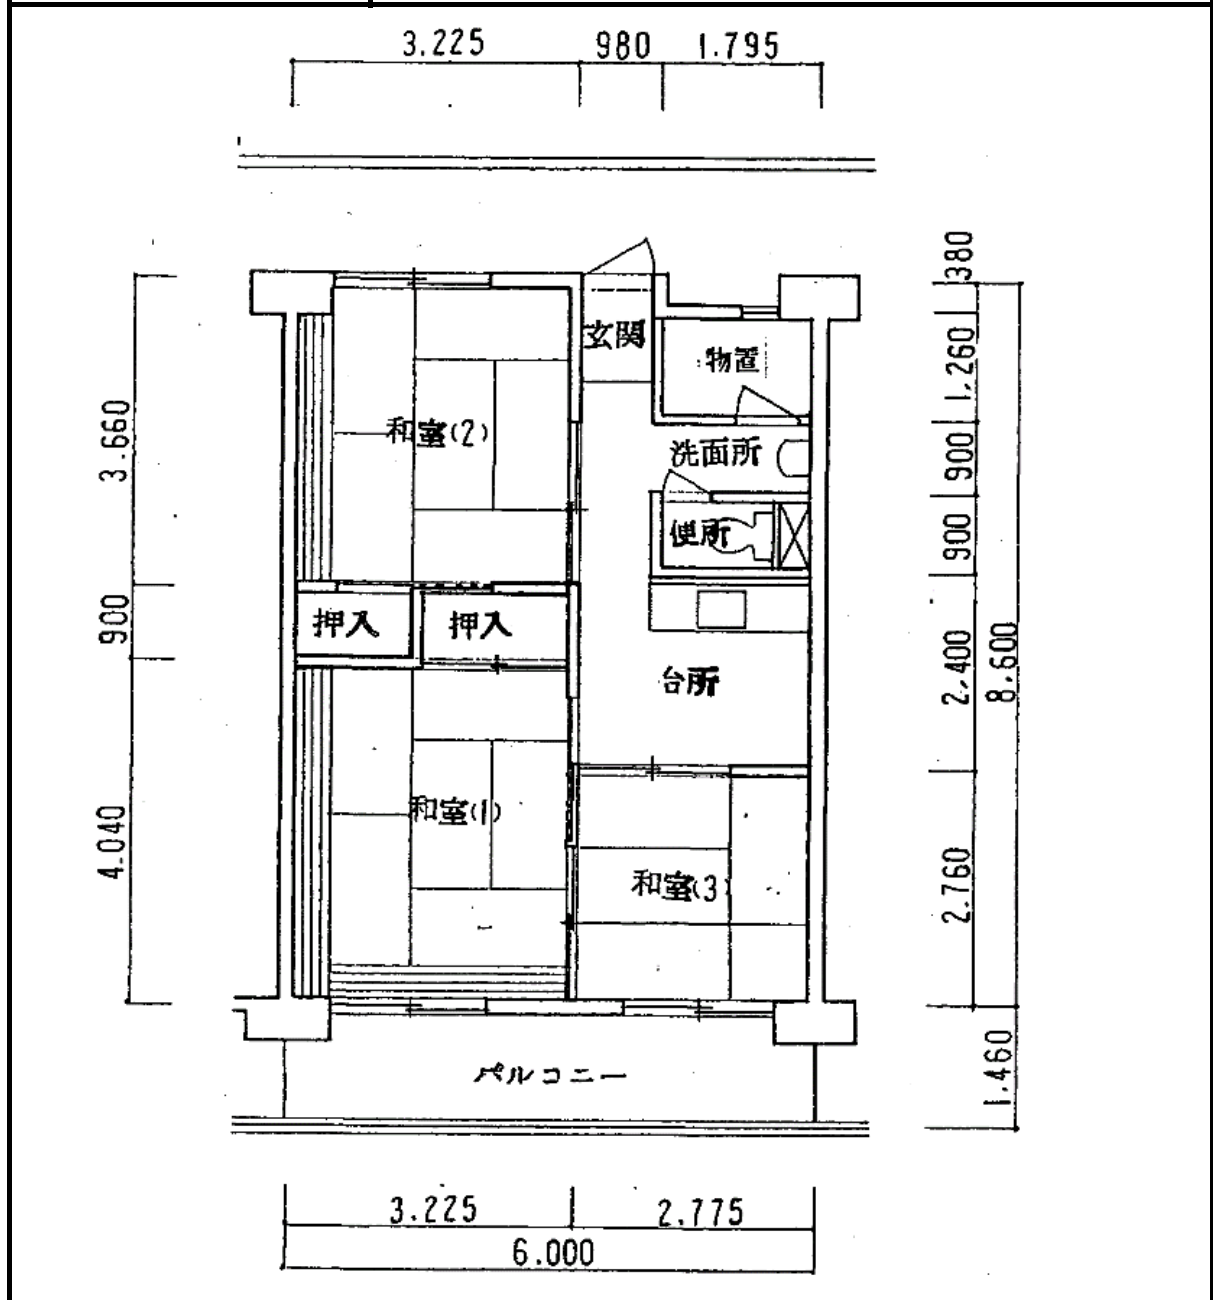 3.225 980 1.795
380
玄関
物置
1,260
3.660
和室(2)
洗面所
900
便所
900
900
押入 押入
台所
2,400
8,600
和室(1)
4.040
和室(3)
2.760
バルコニー
1.460
3.225 2.775
6.000